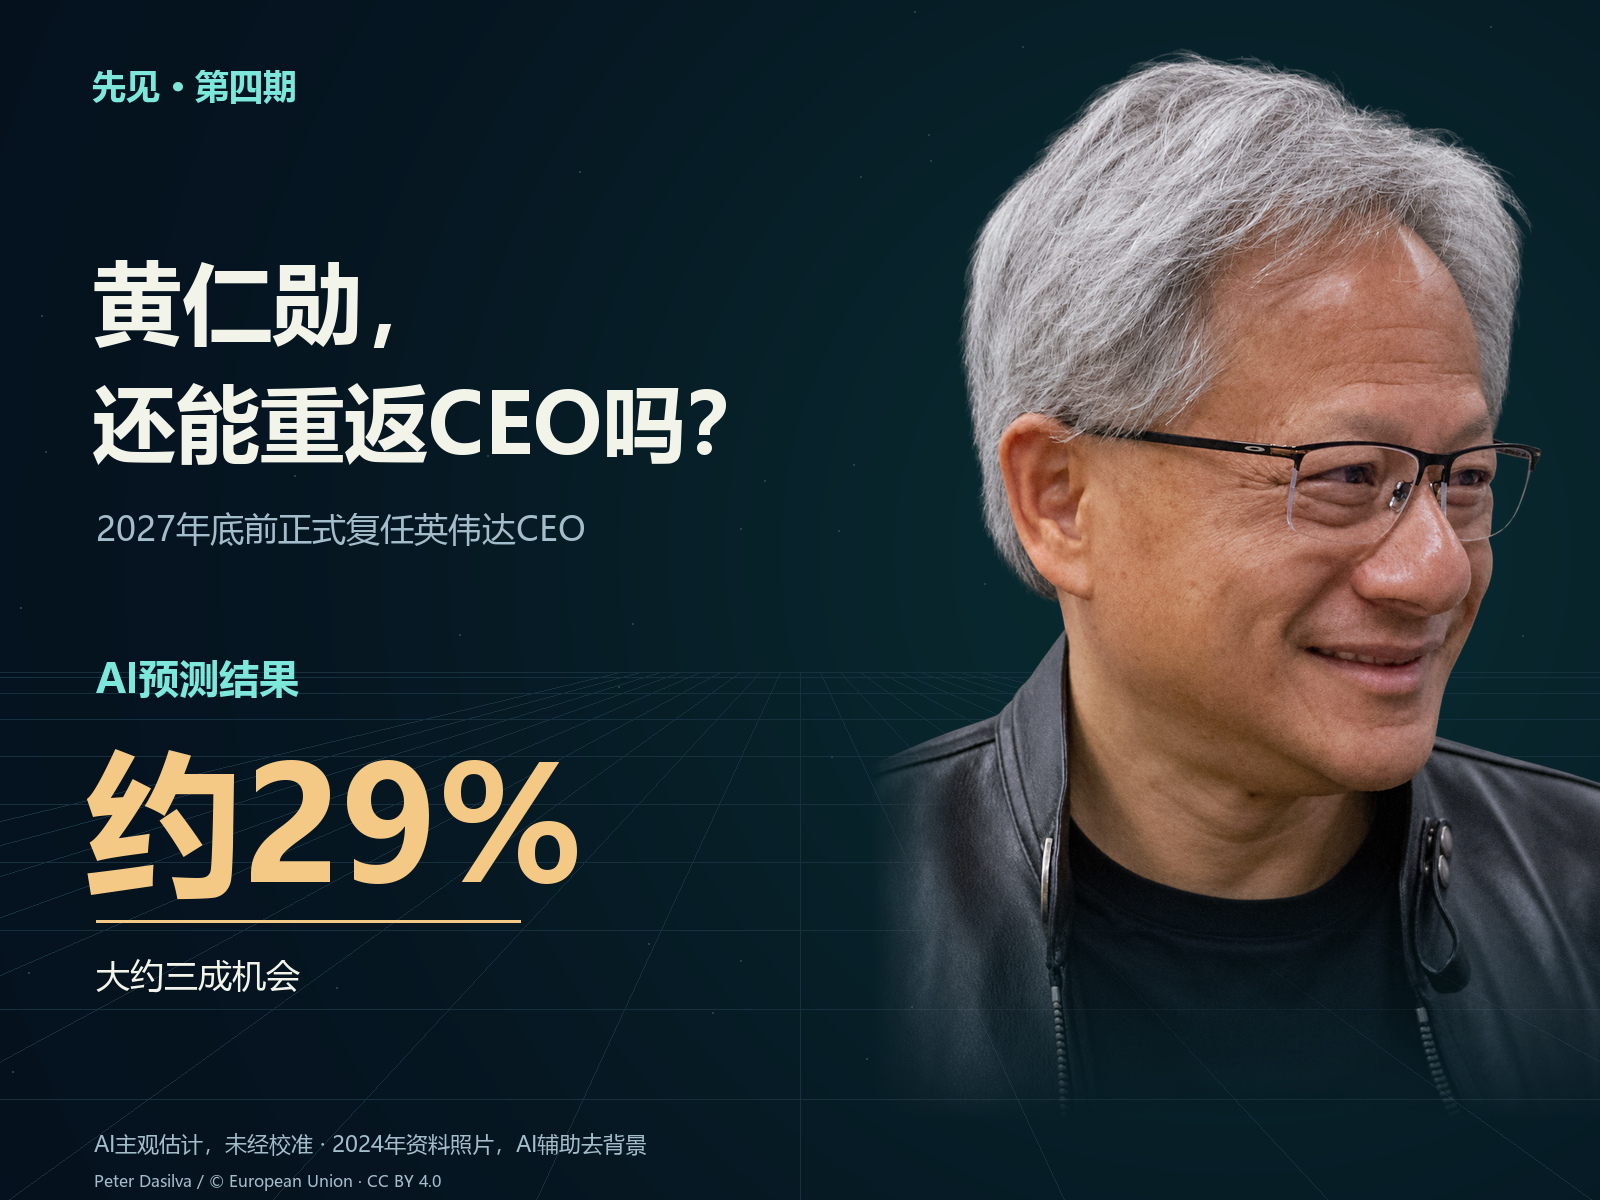 先见·第四期
黄仁勋，
还能重返CEO吗？
2027年底前正式复任英伟达CEO
AI预测结果
约29%
大约三成机会
AI主观估计，未经校准 · 2024年资料照片，AI辅助去背景
Peter Dasilva / © European Union · CC BY 4.0